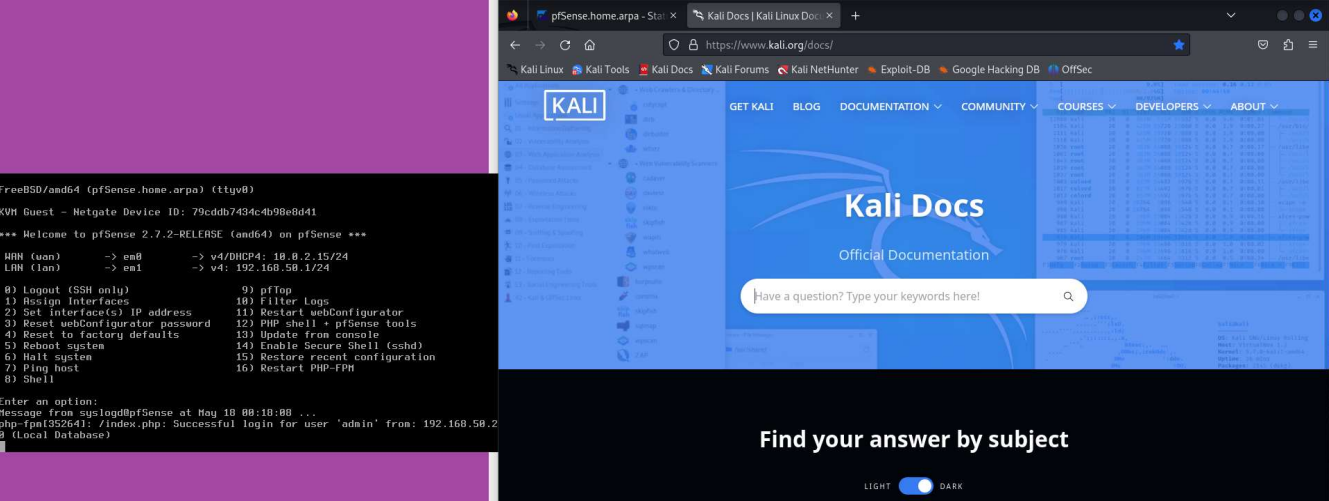 FreeBSD/amd64 (pfSense.home.arpa) (ttyv0)
KVM Guest - Netgate Device ID: 79cddb7434c4b98e8d41
*** Welcome to pfSense 2.7.2-RELEASE (amd64) on pfSense ***
WAN (wan) -> em0 -> v4/DHCP4: 10.0.2.15/24
LAN (lan) -> em1 -> v4: 192.168.50.1/24
0) Logout (SSH only) 9) pfTop
1) Assign Interfaces 10) Filter Logs
2) Set interface(s) IP address 11) Restart webConfigurator
3) Reset webConfigurator password 12) PHP shell + pfSense tools
4) Reset to factory defaults 13) Update from console
5) Reboot system 14) Enable Secure Shell (sshd)
6) Halt system 15) Restore recent configuration
7) Ping host 16) Restart PHP-FPM
8) Shell
Enter an option:
Message from syslogd@pfSense at May 18 00:18:08 ...
php-fpm[35264]: /index.php: Successful login for user 'admin' from: 192.168.50.2
0 (Local Database)
pfSense.home.arpa - Stat Kali Docs | Kali Linux Doc
https://www.kali.org/docs/
Kali Linux Kali Tools Kali Docs Kali Forums Kali NetHunter Exploit-DB Google Hacking DB OffSec
KALI GET KALI BLOG DOCUMENTATION COMMUNITY COURSES DEVELOPERS ABOUT
Kali Docs
Official Documentation
Have a question? Type your keywords here!
Find your answer by subject
LIGHT DARK